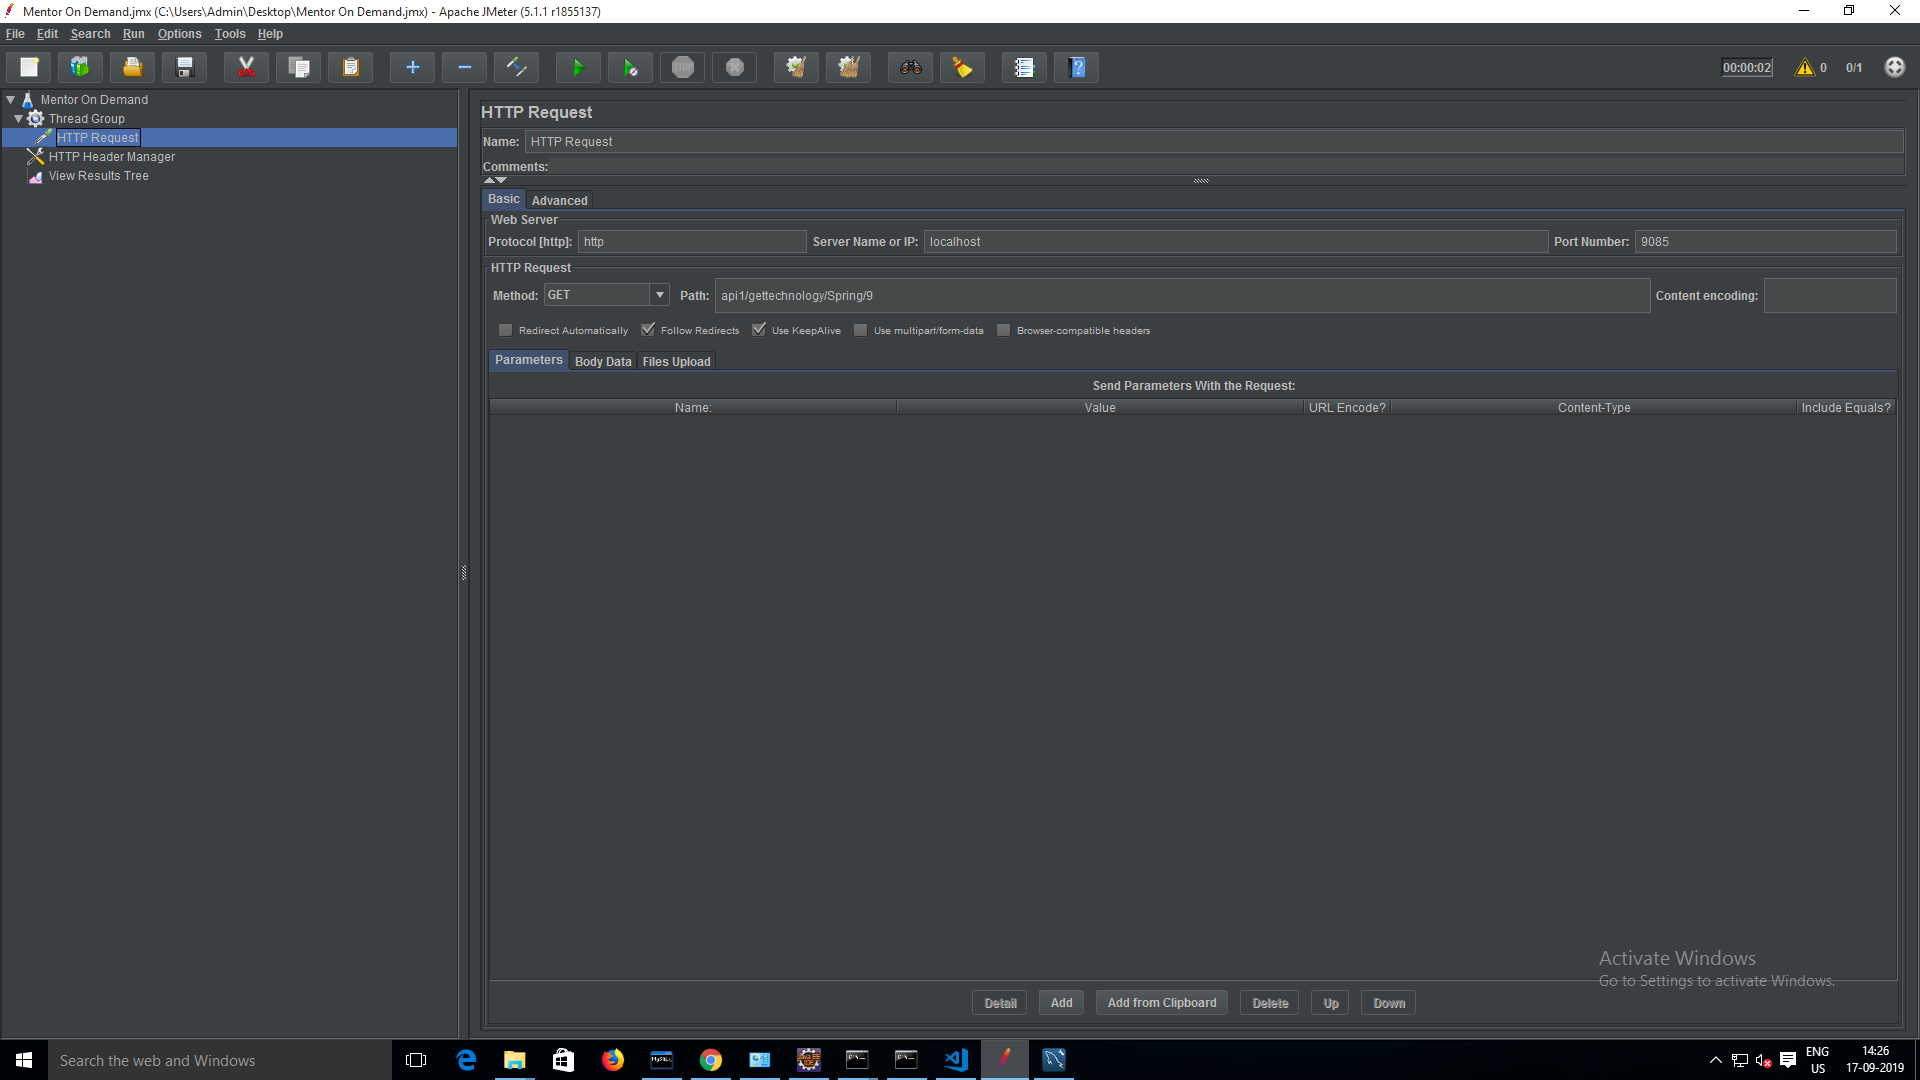 Mentor On Demand.jmx (C:\Users\Admin\Desktop\Mentor On Demand.jmx) - Apache JMeter (5.1.1 r1855137)
File Edit Search Run Options Tools Help
00:00:02 0 0/1
Mentor On Demand
Thread Group
HTTP Request
HTTP Header Manager
View Results Tree
HTTP Request
Name: HTTP Request
Comments:
Basic Advanced
Web Server
Protocol [http]: http Server Name or IP: localhost Port Number: 9085
HTTP Request
Method: GET Path: api1/gettechnology/Spring/9 Content encoding:
Redirect Automatically Follow Redirects Use KeepAlive Use multipart/form-data Browser-compatible headers
Parameters Body Data Files Upload
Send Parameters With the Request:
Name: Value URL Encode? Content-Type Include Equals?
Activate Windows
Go to Settings to activate Windows.
Detail Add Add from Clipboard Delete Up Down
Search the web and Windows
ENG
US
14:26
17-09-2019